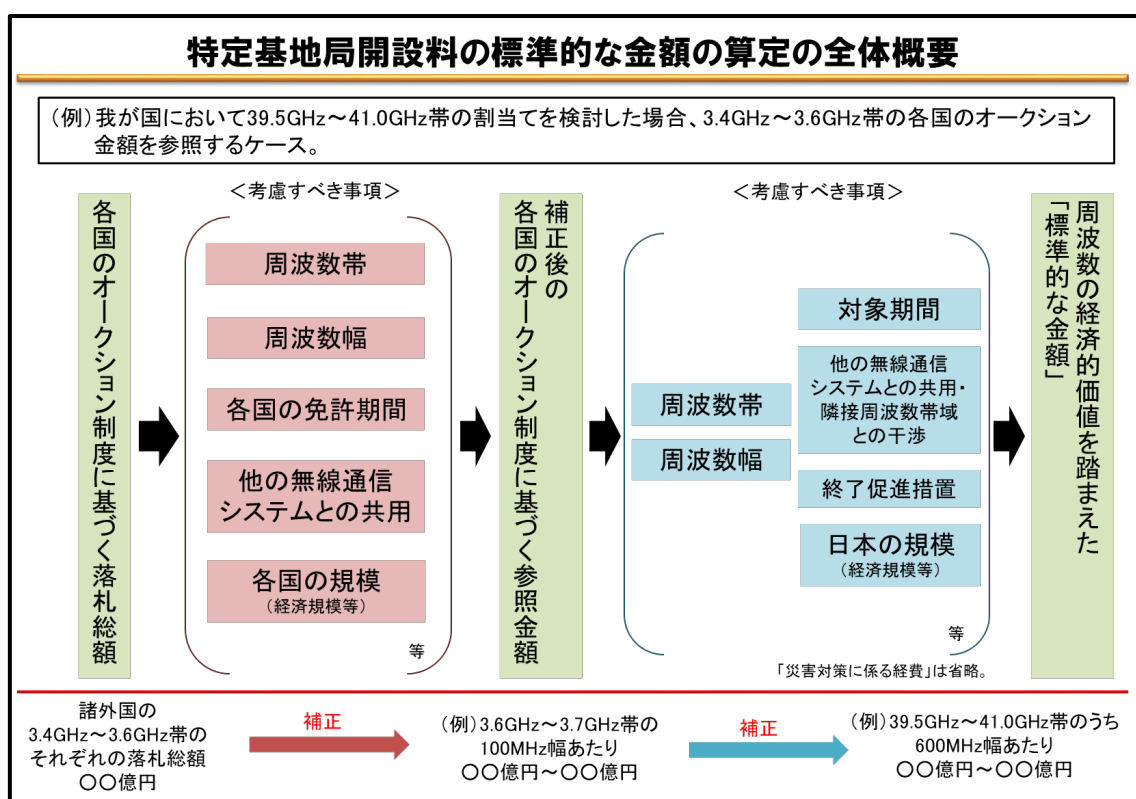 特定基地局開設料の標準的な金額の算定の全体概要
（例）我が国において39.5GHz～41.0GHz帯の割当てを検討した場合、3.4GHz～3.6GHz帯の各国のオークション
金額を参照するケース。
各国のオークション制度に基づく落札総額
＜考慮すべき事項＞
周波数帯
周波数幅
各国の免許期間
他の無線通信
システムとの共用
各国の規模
（経済規模等）
等
補正後の
各国のオークション制度に基づく参照金額
＜考慮すべき事項＞
周波数帯
周波数幅
対象期間
他の無線通信
システムとの共用・
隣接周波数帯域
との干渉
終了促進措置
日本の規模
（経済規模等）
等
「災害対策に係る経費」は省略。
周波数の経済的価値を踏まえた
「標準的な金額」
諸外国の
3.4GHz～3.6GHz帯の
それぞれの落札総額
〇〇億円
補正
（例）3.6GHz～3.7GHz帯の
100MHz幅あたり
〇〇億円～〇〇億円
補正
（例）39.5GHz～41.0GHz帯のうち
600MHz幅あたり
〇〇億円～〇〇億円